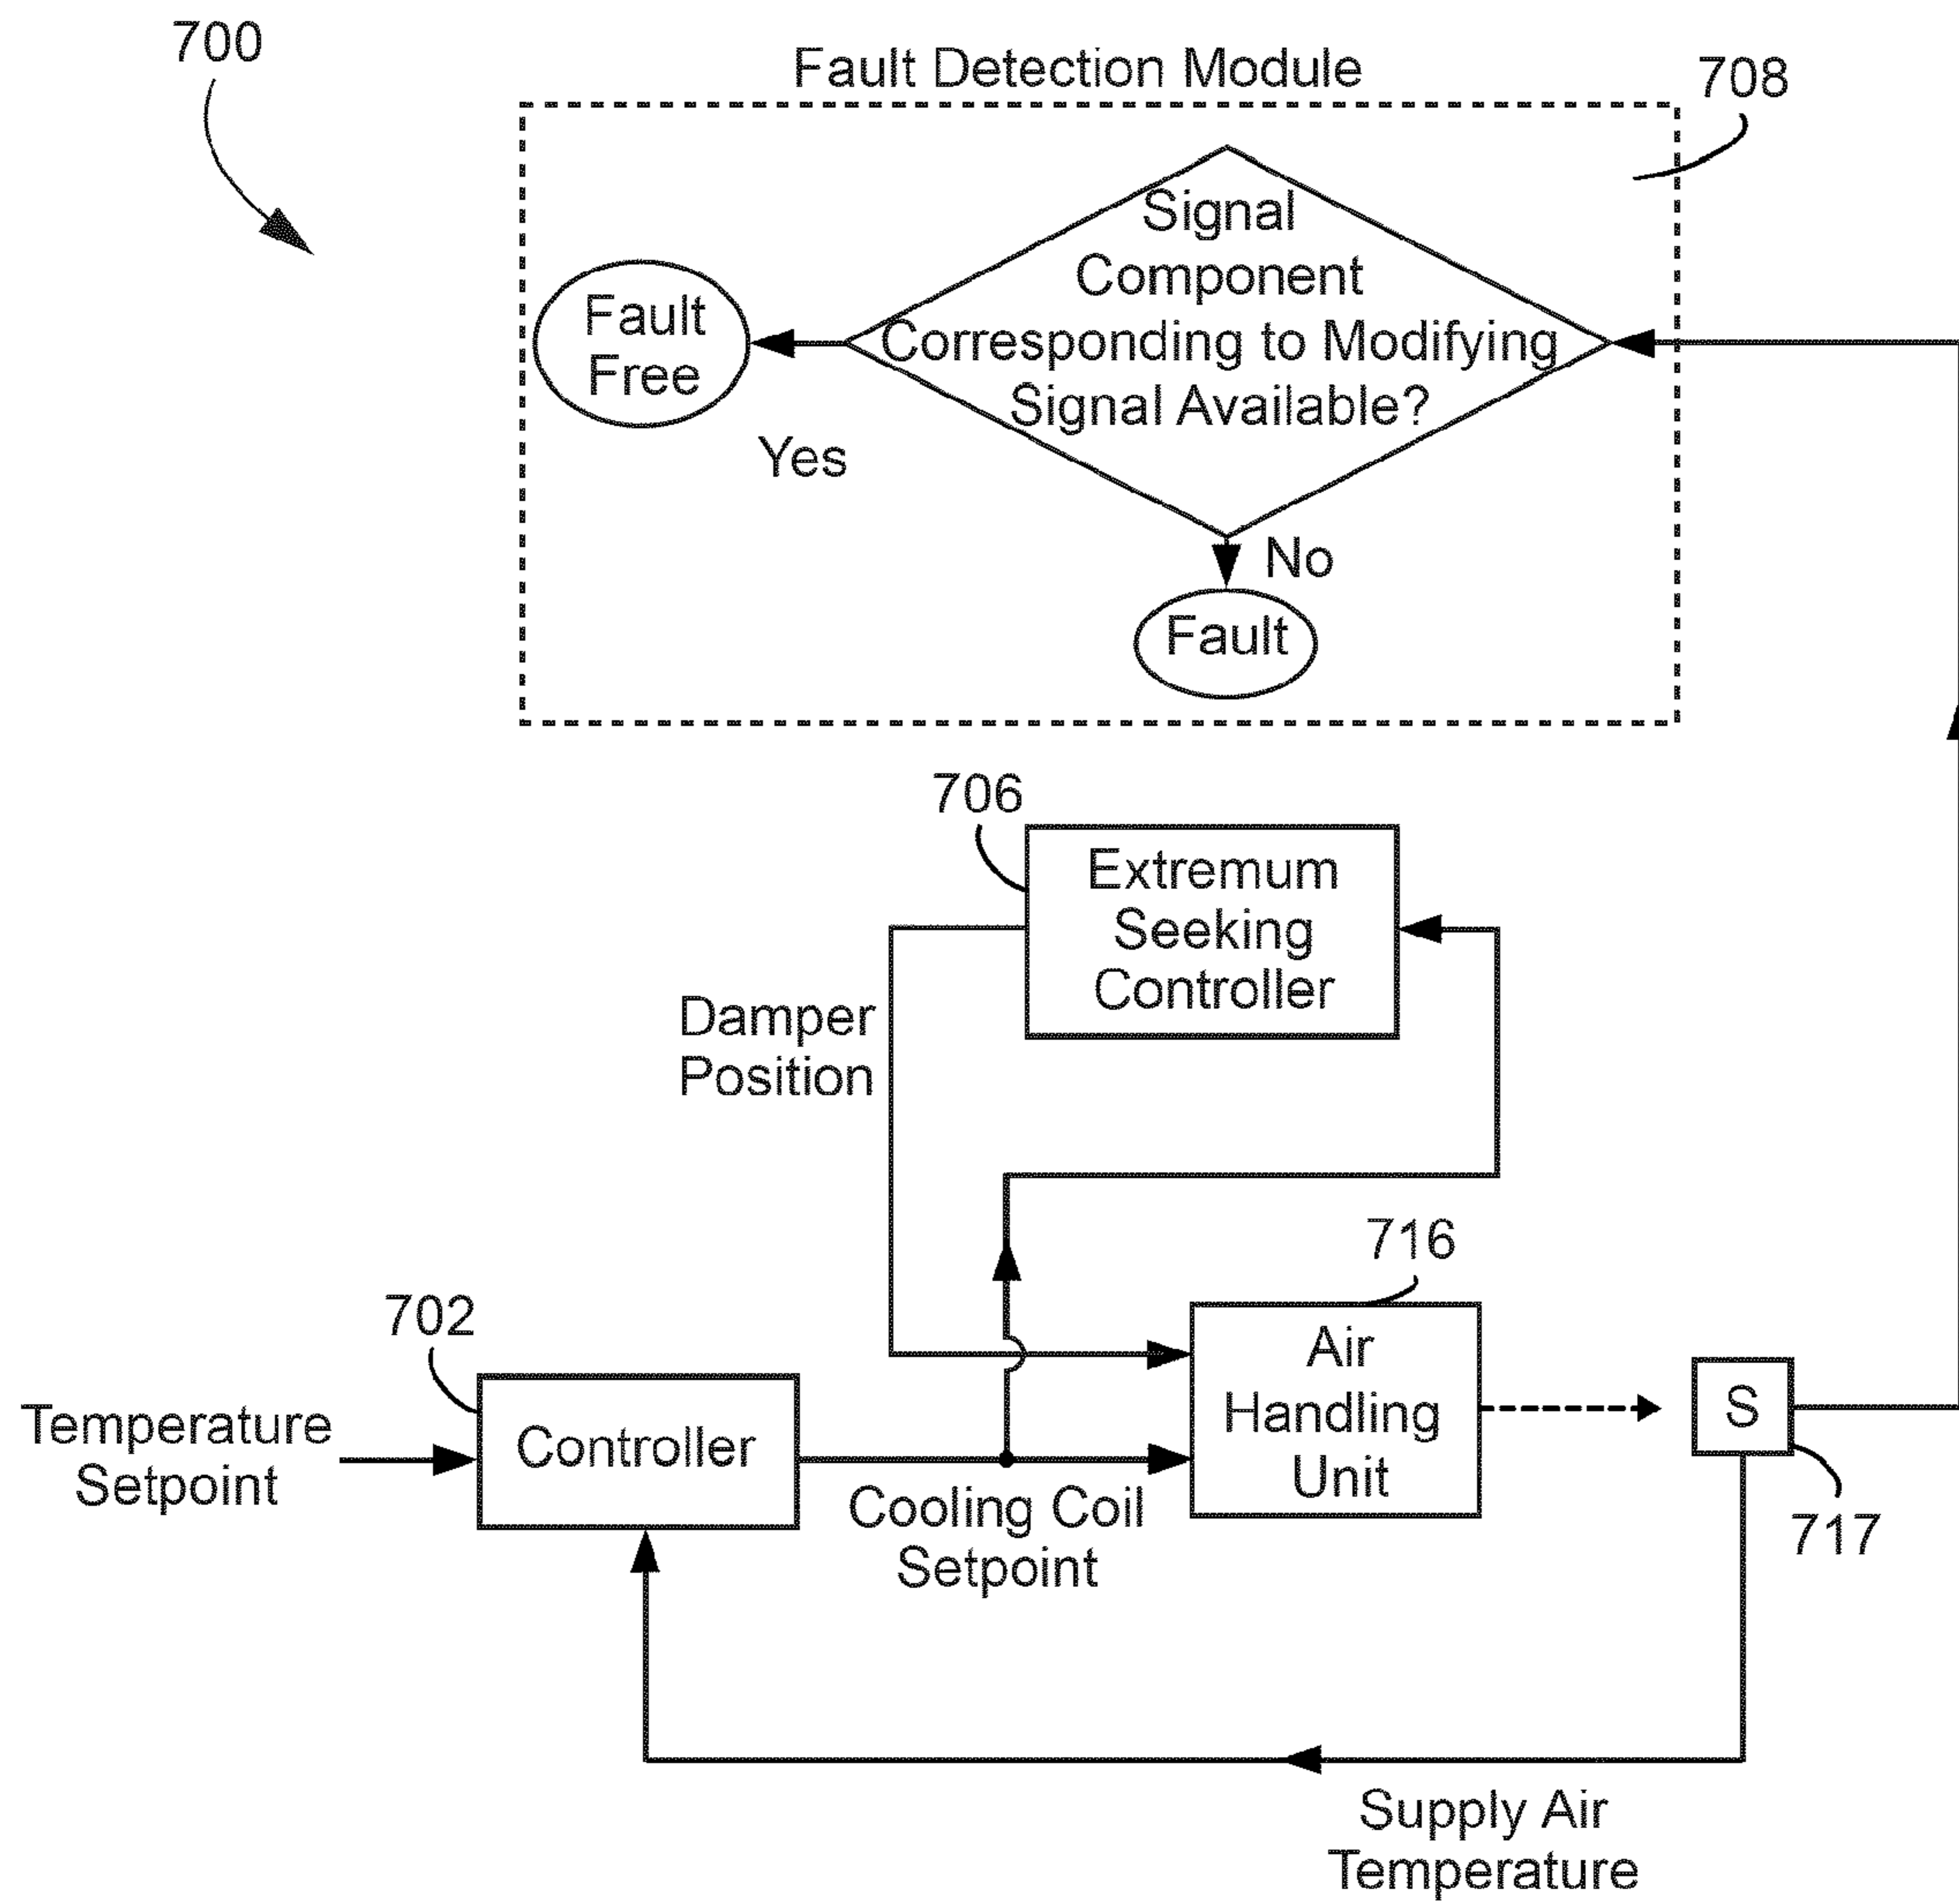 700
Fault Detection Module
708
Signal
Component
Corresponding to Modifying
Signal Available?
Fault
Free
Yes
No
Fault
706
Extremum
Seeking
Controller
Damper
Position
716
702
Air
Handling
Unit
S
Temperature
Setpoint
Controller
Cooling Coil
Setpoint
717
Supply Air
Temperature